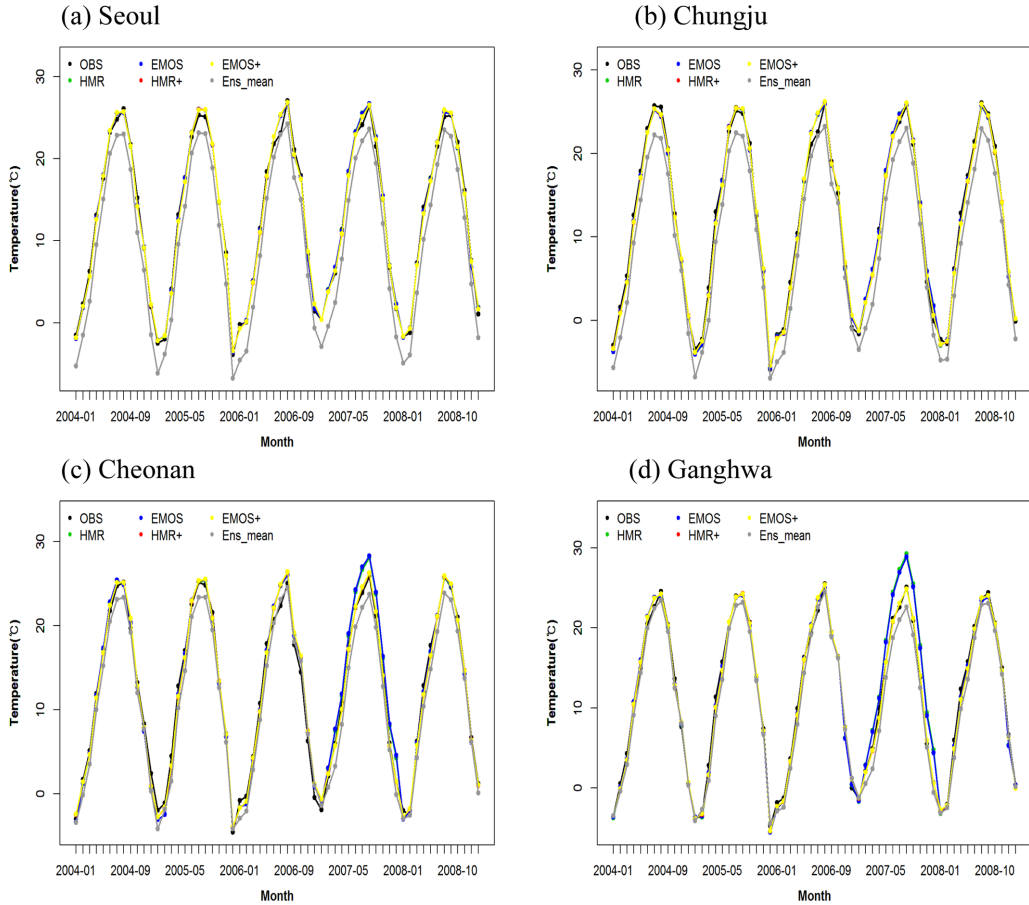 (a) Seoul
OBS EMOS EMOS+
HMR HMR+ Ens_mean
Temperature(℃)
30
20
10
0
2004-01 2004-09 2005-05 2006-01 2006-09 2007-05 2008-01 2008-10
Month
(b) Chungju
OBS EMOS EMOS+
HMR HMR+ Ens_mean
Temperature(℃)
30
20
10
0
2004-01 2004-09 2005-05 2006-01 2006-09 2007-05 2008-01 2008-10
Month
(c) Cheonan
OBS EMOS EMOS+
HMR HMR+ Ens_mean
Temperature(℃)
30
20
10
0
2004-01 2004-09 2005-05 2006-01 2006-09 2007-05 2008-01 2008-10
Month
(d) Ganghwa
OBS EMOS EMOS+
HMR HMR+ Ens_mean
Temperature(℃)
30
20
10
0
2004-01 2004-09 2005-05 2006-01 2006-09 2007-05 2008-01 2008-10
Month